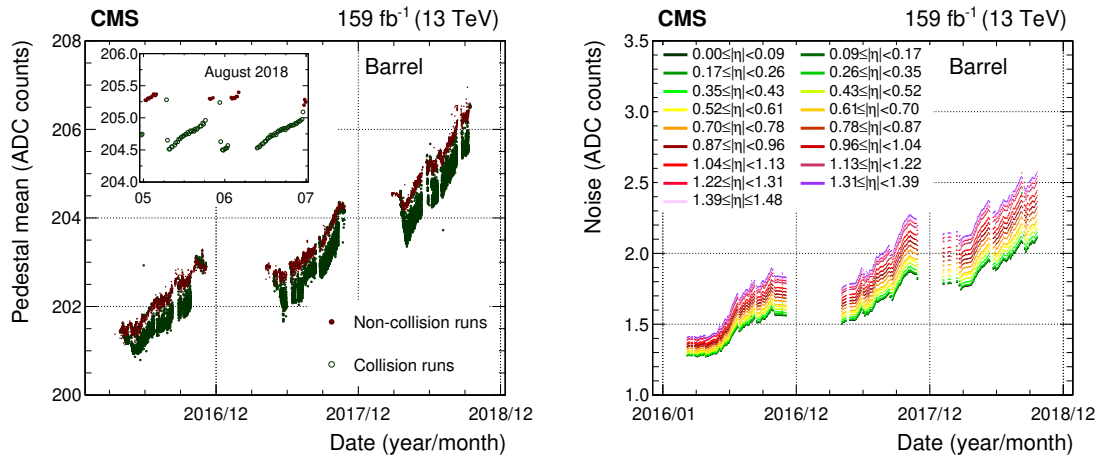 CMS 159 fb⁻¹ (13 TeV)
Pedestal mean (ADC counts)
208
206
204
202
200
206.0
205.5
205.0
204.5
204.0
August 2018
05 06 07
Barrel
Non-collision runs
Collision runs
2016/12 2017/12 2018/12
Date (year/month)
CMS 159 fb⁻¹ (13 TeV)
Noise (ADC counts)
3.5
3.0
2.5
2.0
1.5
1.0
Barrel
0.00≤|η|<0.09 0.09≤|η|<0.17
0.17≤|η|<0.26 0.26≤|η|<0.35
0.35≤|η|<0.43 0.43≤|η|<0.52
0.52≤|η|<0.61 0.61≤|η|<0.70
0.70≤|η|<0.78 0.78≤|η|<0.87
0.87≤|η|<0.96 0.96≤|η|<1.04
1.04≤|η|<1.13 1.13≤|η|<1.22
1.22≤|η|<1.31 1.31≤|η|<1.39
1.39≤|η|≤1.48
2016/01 2016/12 2017/12 2018/12
Date (year/month)